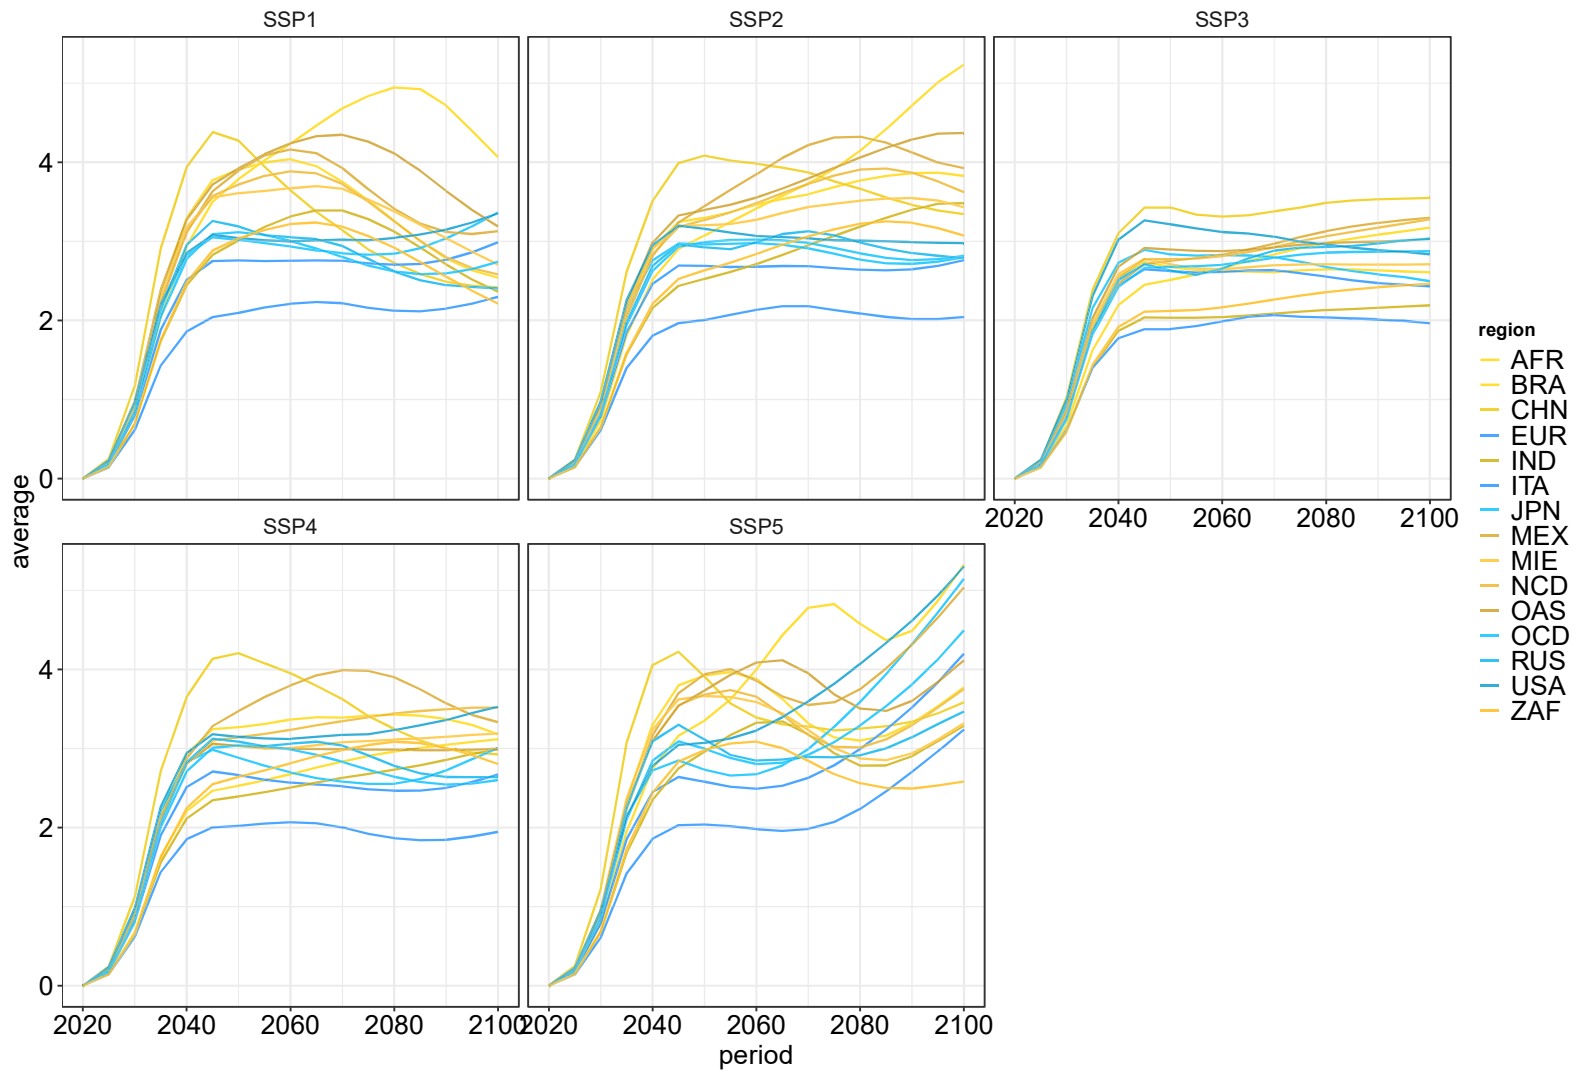 SSP1 SSP2 SSP3
4
2
0
2020 2040 2060 2080 2100
SSP4 SSP5
4
2
0
2020 2040 2060 2080 2100 2020 2040 2060 2080 2100
average
period
region
AFR
BRA
CHN
EUR
IND
ITA
JPN
MEX
MIE
NCD
OAS
OCD
RUS
USA
ZAF